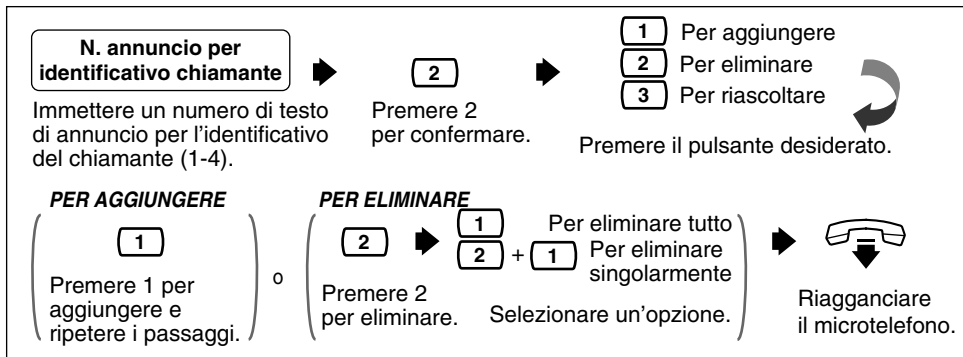 N. annuncio per
identificativo chiamante
Immettere un numero di testo
di annuncio per l'identificativo
del chiamante (1-4).
2
Premere 2
per confermare.
1 Per aggiungere
2 Per eliminare
3 Per riascoltare
Premere il pulsante desiderato.
PER AGGIUNGERE
1
Premere 1 per
aggiungere e
ripetere i passaggi.
o
PER ELIMINARE
2
Premere 2
per eliminare.
1 Per eliminare tutto
2 + 1 Per eliminare
singolarmente
Selezionare un'opzione.
Riagganciare
il microtelefono.